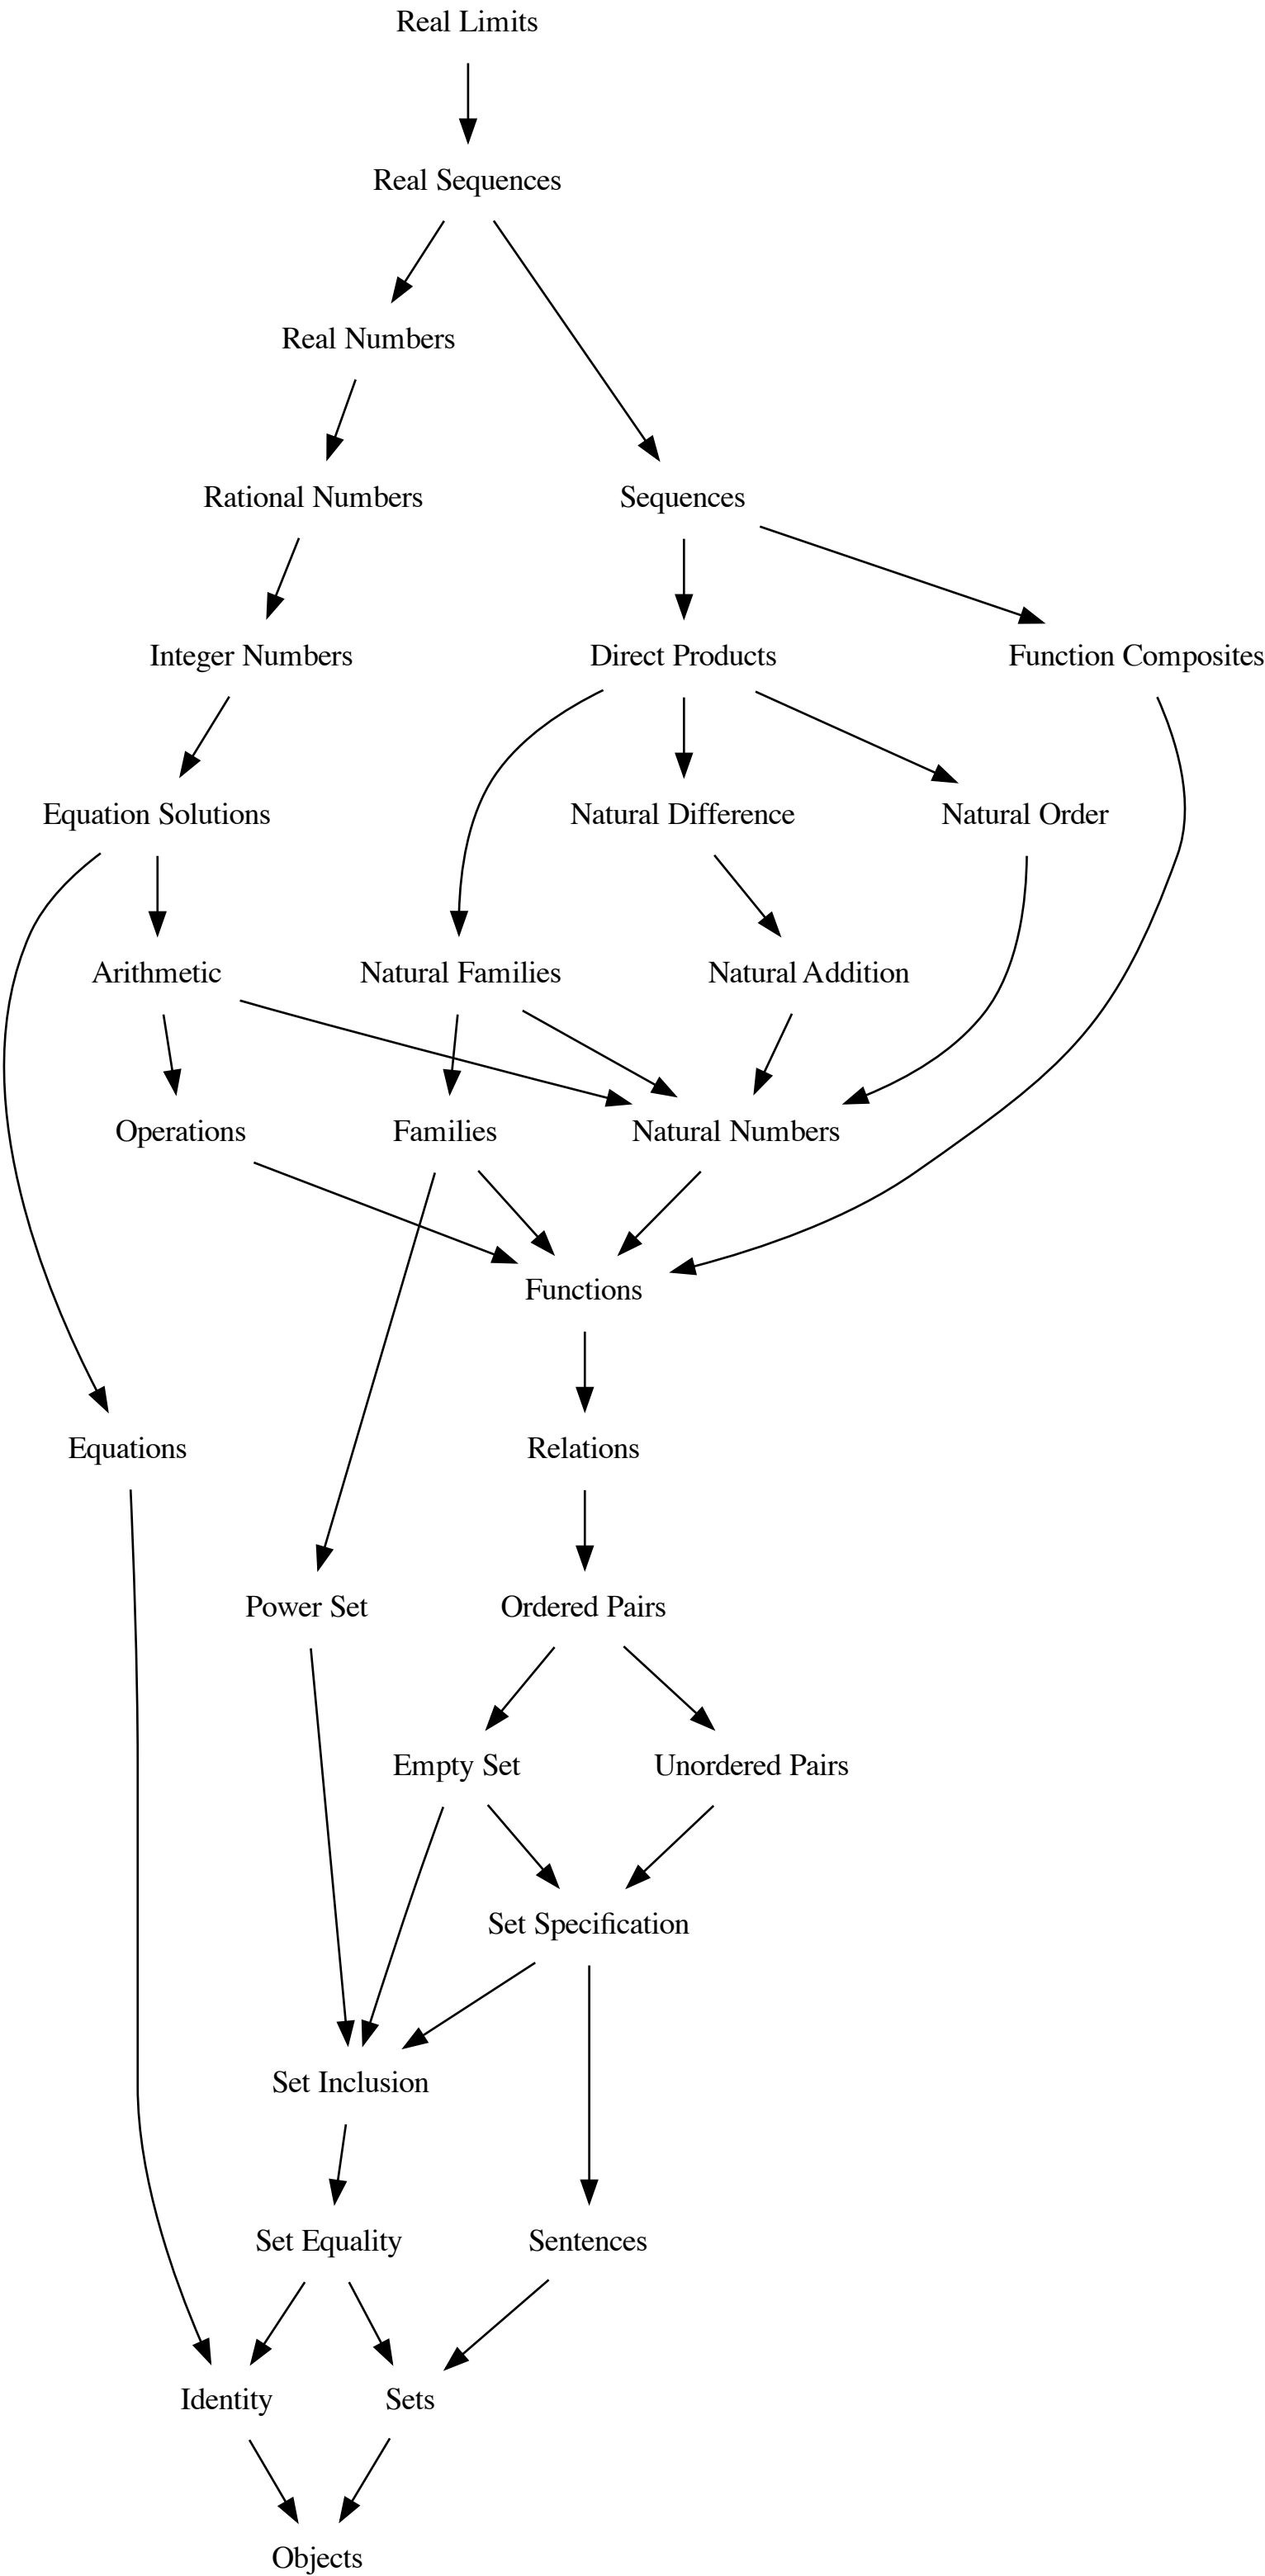 Real Limits
Real Sequences
Real Numbers
Rational Numbers
Sequences
Integer Numbers
Direct Products
Function Composites
Equation Solutions
Natural Difference
Natural Order
Arithmetic
Natural Families
Natural Addition
Operations
Families
Natural Numbers
Functions
Equations
Relations
Power Set
Ordered Pairs
Empty Set
Unordered Pairs
Set Specification
Set Inclusion
Set Equality
Sentences
Identity
Sets
Objects